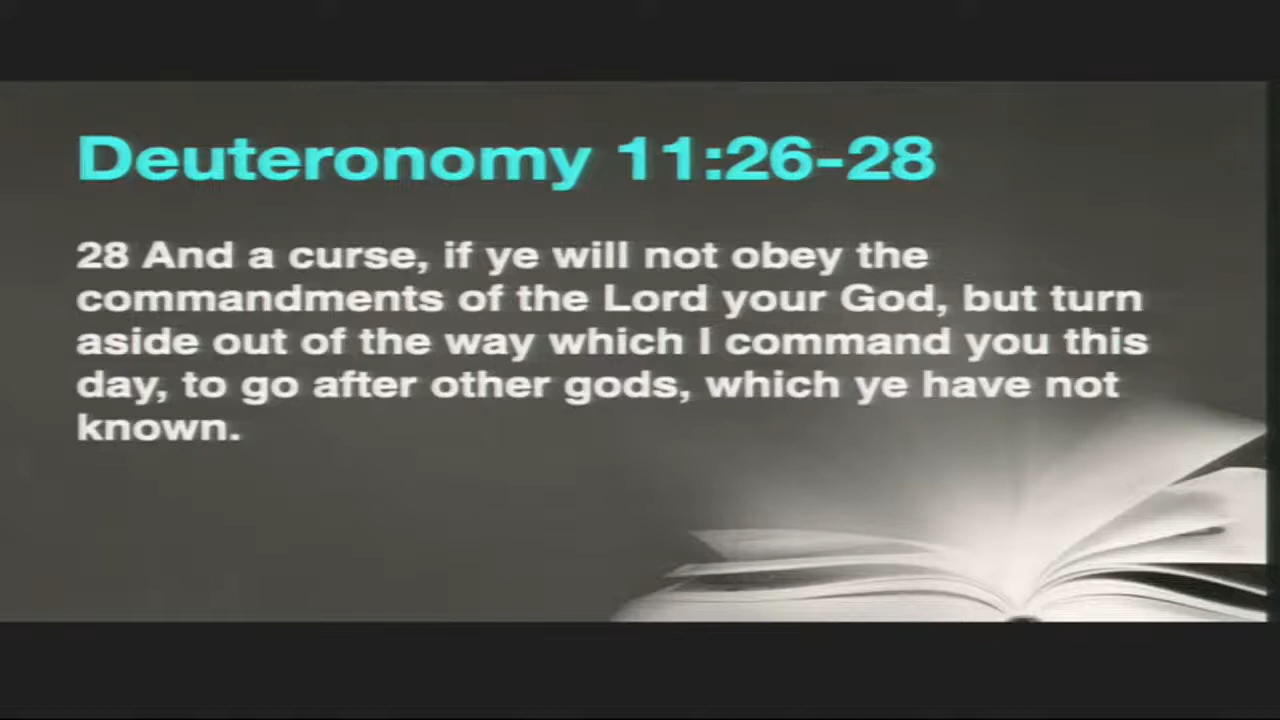 Deuteronomy 11:26-28
28 And a curse, if ye will not obey the
commandments of the Lord your God, but turn
aside out of the way which I command you this
day, to go after other gods, which ye have not
known.